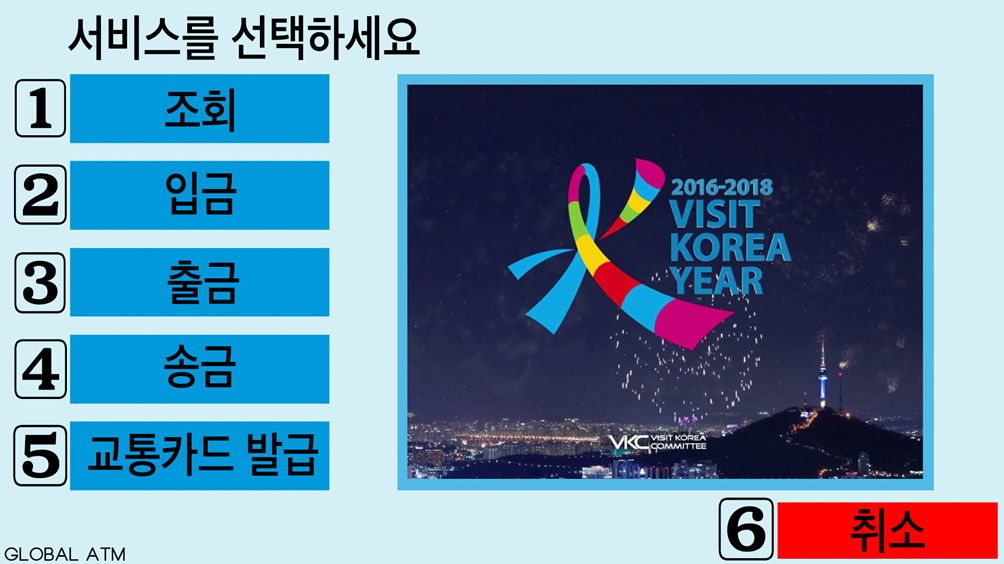 서비스를 선택하세요
1 조회
2 입금
3 출금
4 송금
5 교통카드 발급
2016-2018
VISIT
KOREA
YEAR
VKC VISIT KOREA
COMMITTEE
6 취소
GLOBAL ATM